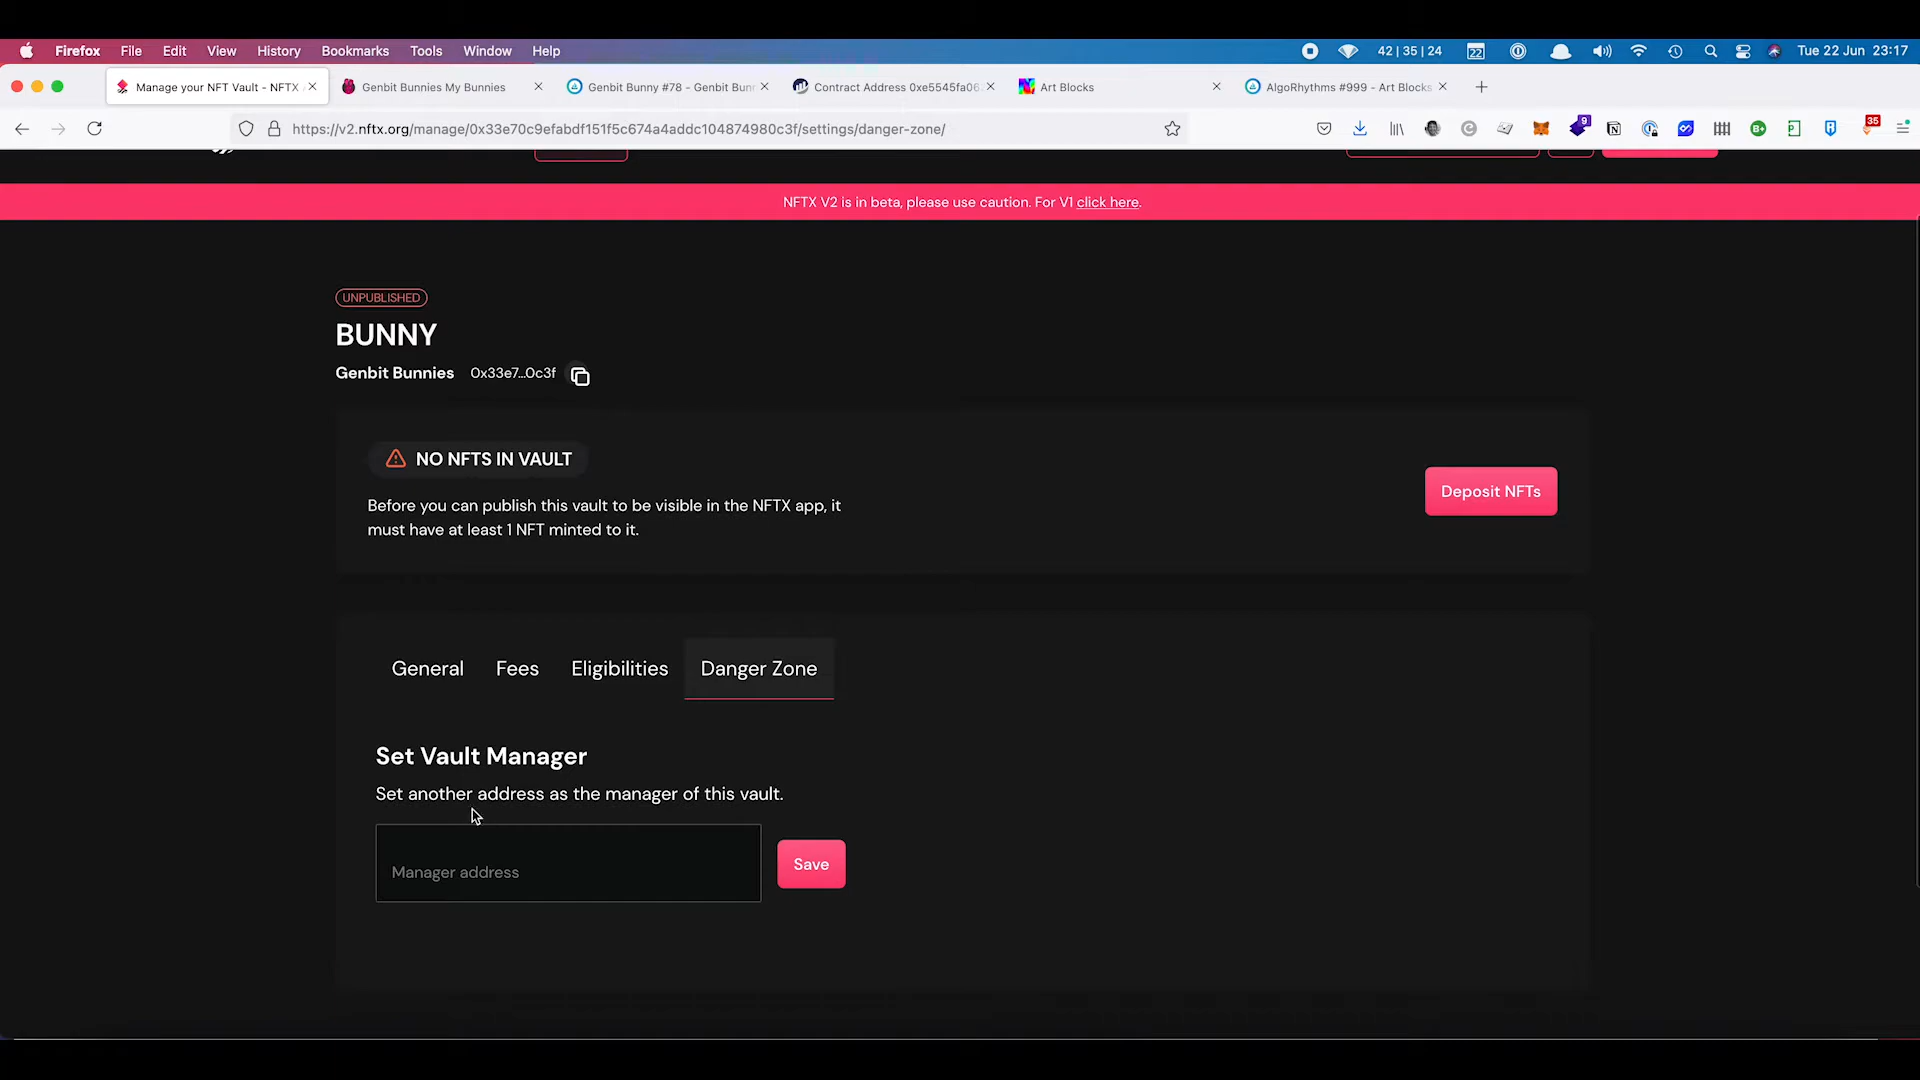 Firefox File Edit View History Bookmarks Tools Window Help 42 | 35 | 24 22 Tue 22 Jun 23:17
Manage your NFT Vault - NFTX Genbit Bunnies My Bunnies Genbit Bunny #78 - Genbit Bun Contract Address 0xe5545fa06 Art Blocks AlgoRhythms #999 - Art Blocks
https://v2.nftx.org/manage/0x33e70c9efabdf151f5c674a4addc104874980c3f/settings/danger-zone/ 9 35
NFTX V2 is in beta, please use caution. For V1 click here.
UNPUBLISHED
BUNNY
Genbit Bunnies 0x33e7...0c3f
NO NFTS IN VAULT
Before you can publish this vault to be visible in the NFTX app, it
must have at least 1 NFT minted to it.
Deposit NFTs
General Fees Eligibilities Danger Zone
Set Vault Manager
Set another address as the manager of this vault.
Manager address
Save